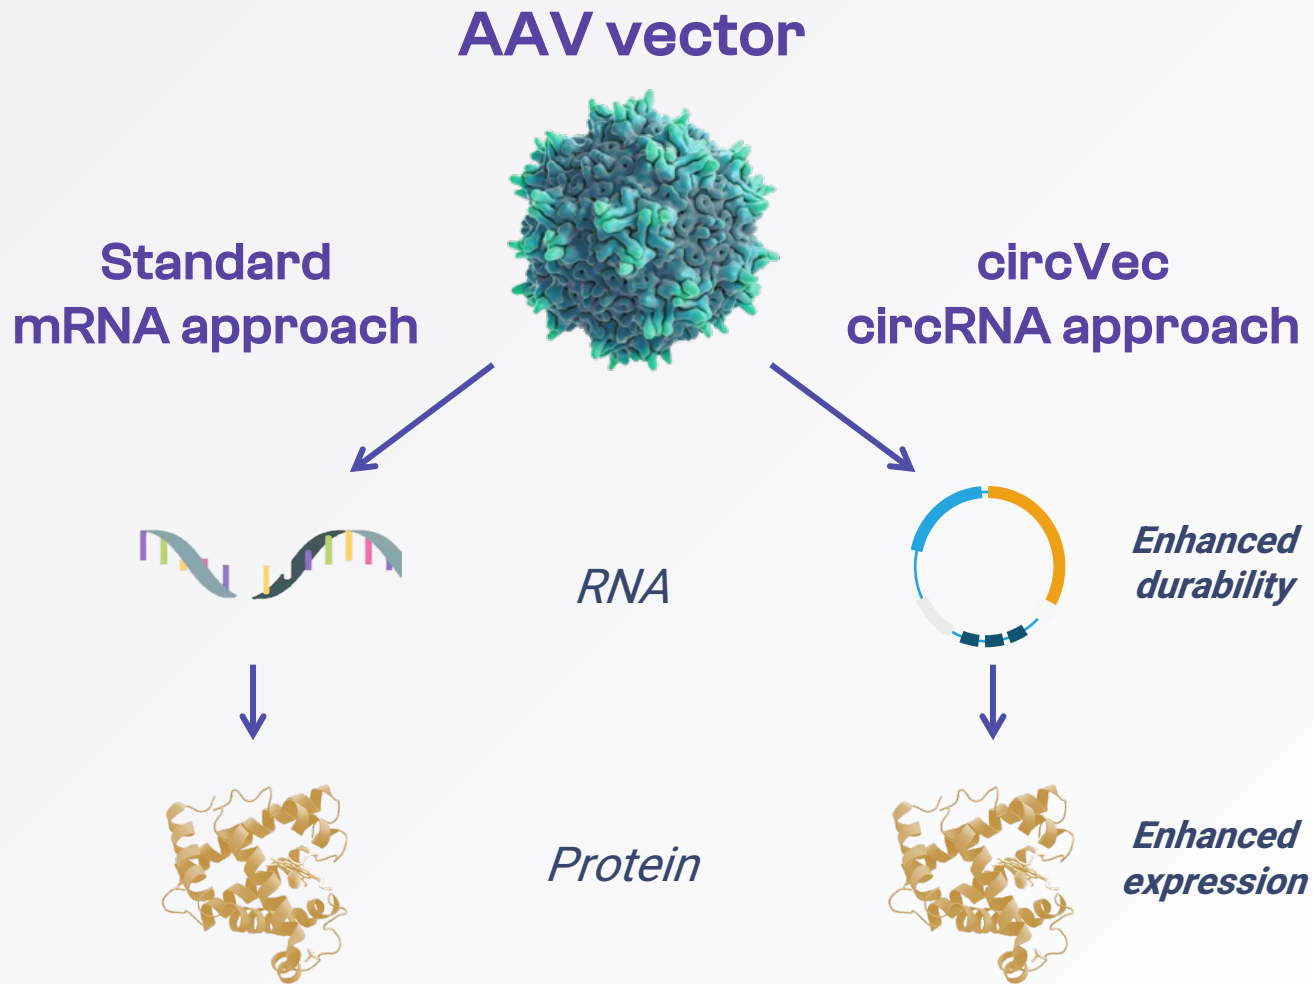 AAV vector
Standard
mRNA approach
circVec
circRNA approach
RNA
Enhanced
durability
Protein
Enhanced
expression